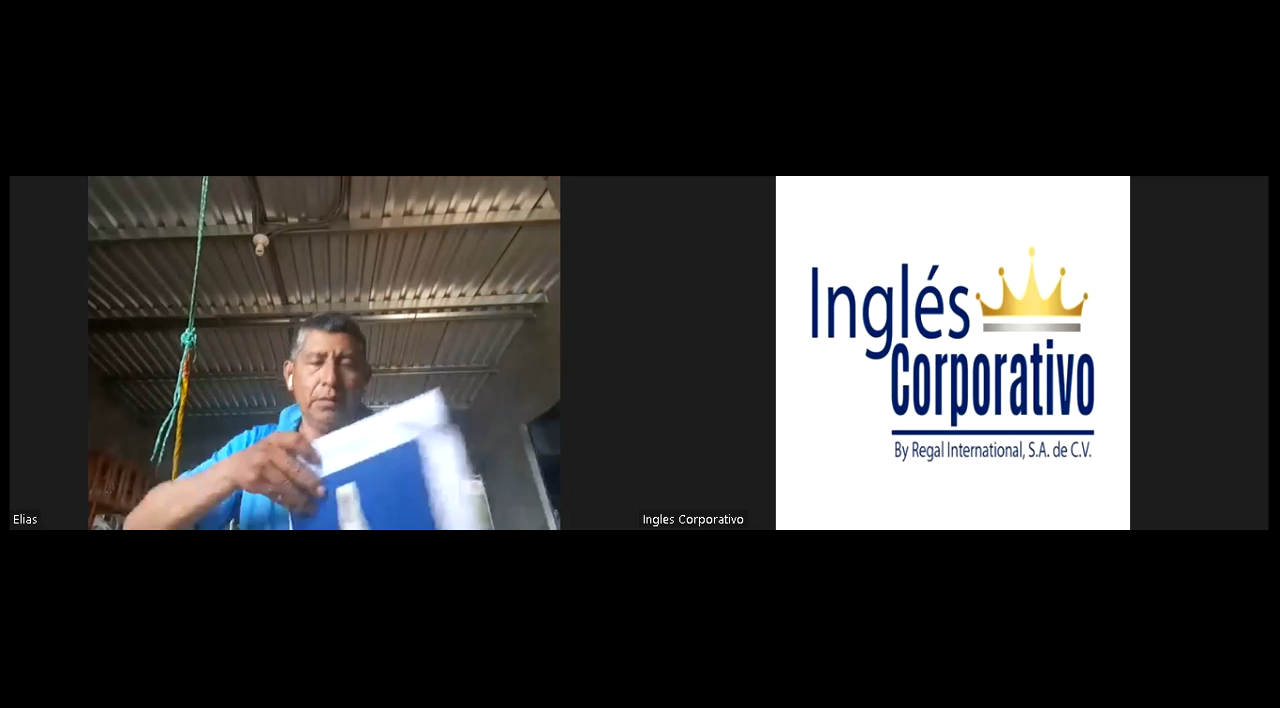 Inglés
Corporativo
By Regal International, S.A. de C.V.
Elias
Ingles Corporativo